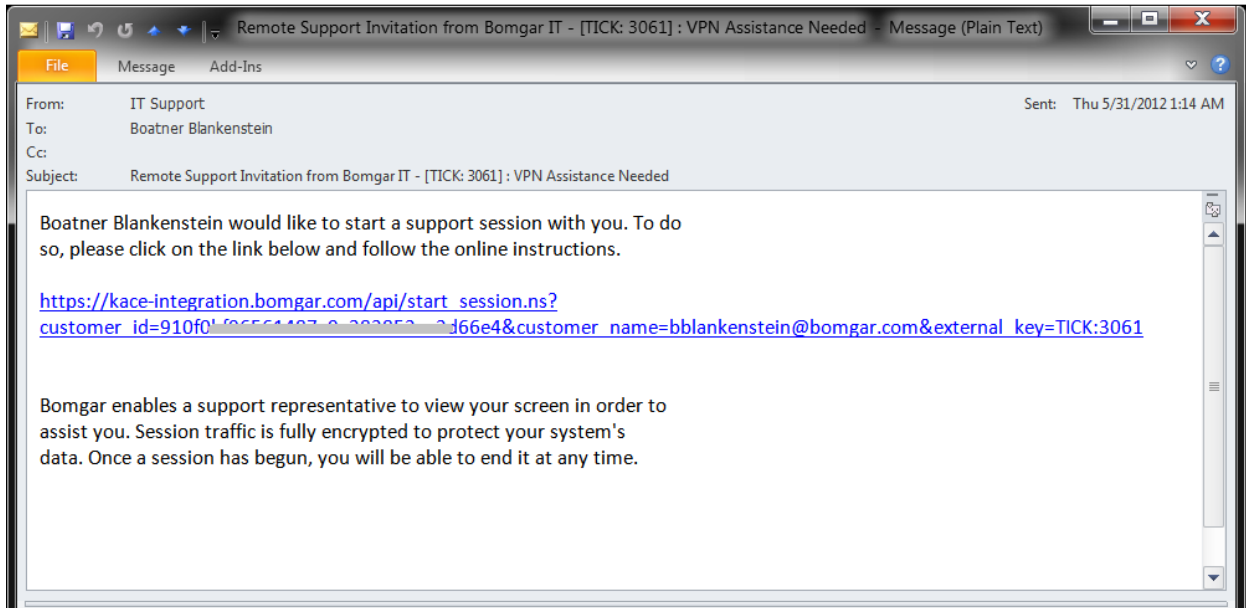 Remote Support Invitation from Bomgar IT - [TICK: 3061] : VPN Assistance Needed - Message (Plain Text)
File Message Add-Ins
From: IT Support Sent: Thu 5/31/2012 1:14 AM
To: Boatner Blankenstein
Cc:
Subject: Remote Support Invitation from Bomgar IT - [TICK: 3061] : VPN Assistance Needed
Boatner Blankenstein would like to start a support session with you. To do
so, please click on the link below and follow the online instructions.
https://kace-integration.bomgar.com/api/start_session.ns?
customer_id=910f0 d66e4&customer_name=bblankenstein@bomgar.com&external_key=TICK:3061
Bomgar enables a support representative to view your screen in order to
assist you. Session traffic is fully encrypted to protect your system's
data. Once a session has begun, you will be able to end it at any time.